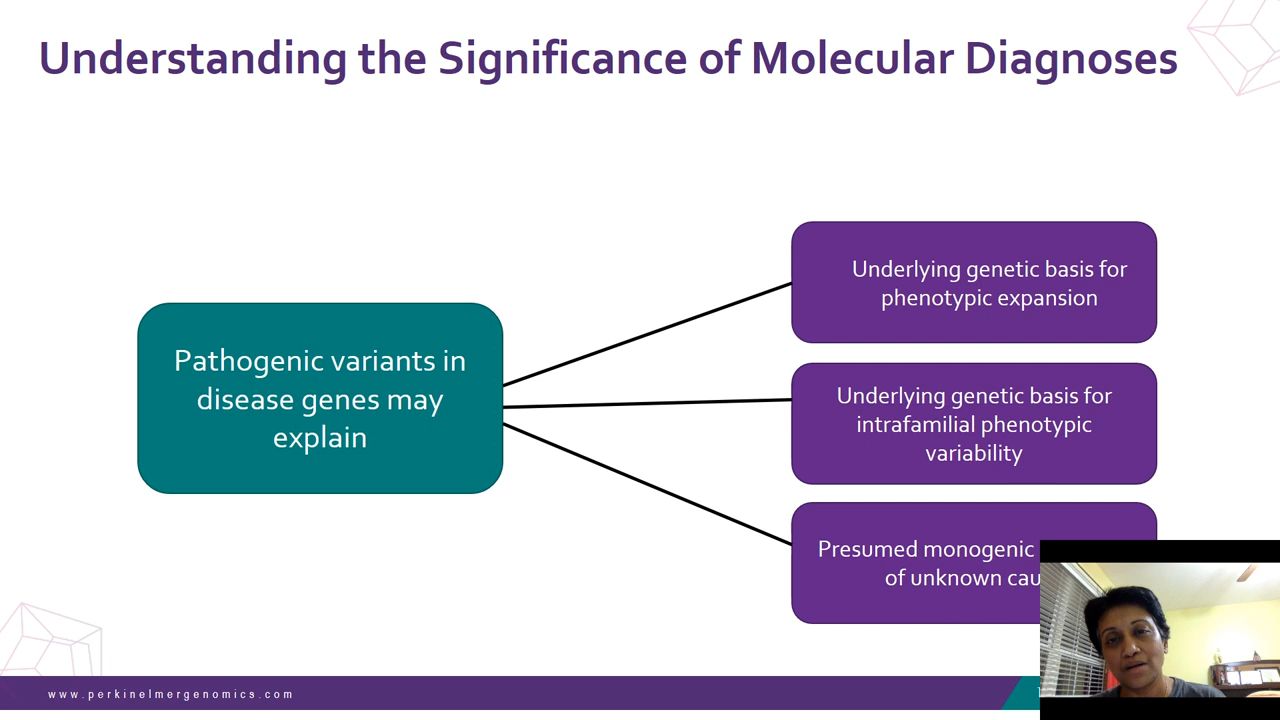 Understanding the Significance of Molecular Diagnoses
Pathogenic variants in
disease genes may
explain
Underlying genetic basis for
phenotypic expansion
Underlying genetic basis for
intrafamilial phenotypic
variability
Presumed monogenic
of unknown
www.perkinelmergenomics.com